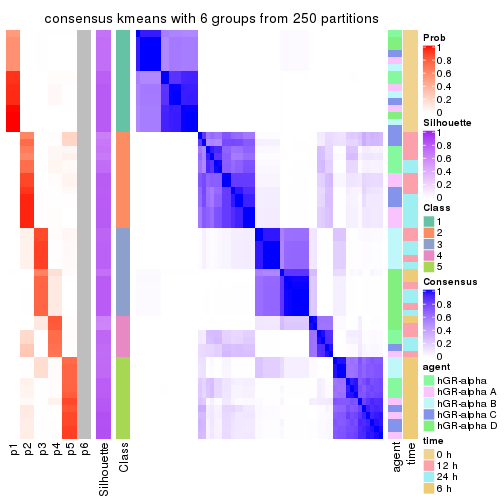 consensus kmeans with 6 groups from 250 partitions
Prob
1
0.8
0.6
0.4
0.2
0
Silhouette
1
0.8
0.6
0.4
0.2
0
Class
1
2
3
4
5
Consensus
1
0.8
0.6
0.4
0.2
0
agent
hGR-alpha
hGR-alpha A
hGR-alpha B
hGR-alpha C
hGR-alpha D
time
0 h
12 h
24 h
6 h
p1
p2
p3
p4
p5
p6
Silhouette
Class
agent
time